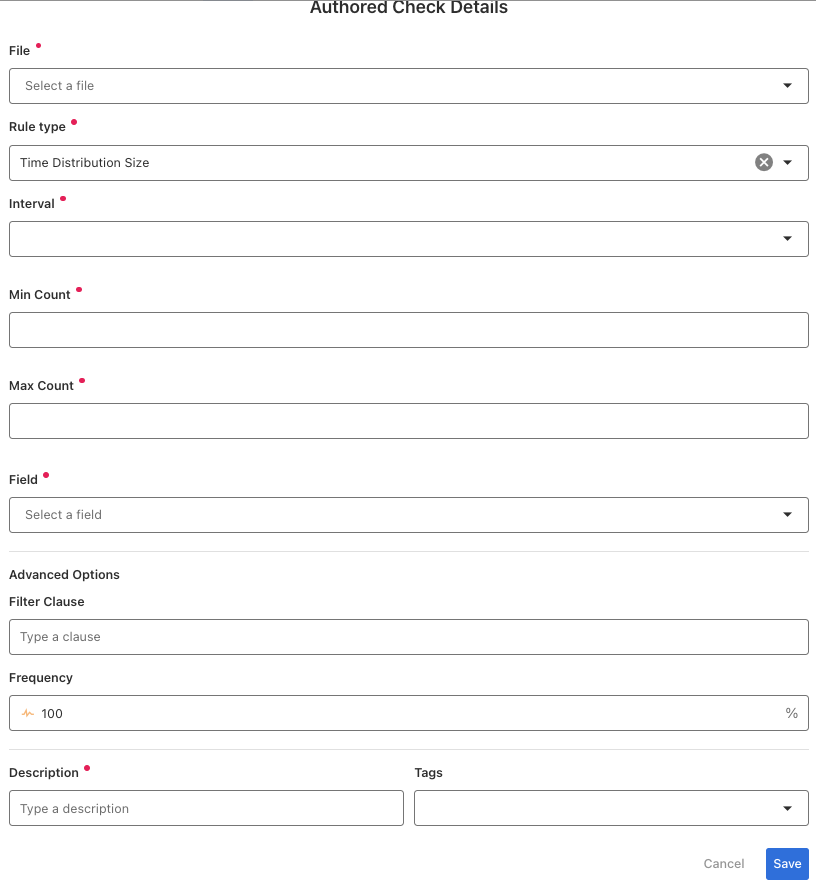 Authored Check Details
File
Select a file
Rule type
Time Distribution Size
Interval
Min Count
Max Count
Field
Select a field
Advanced Options
Filter Clause
Type a clause
Frequency
100 %
Description
Type a description
Tags
Cancel
Save